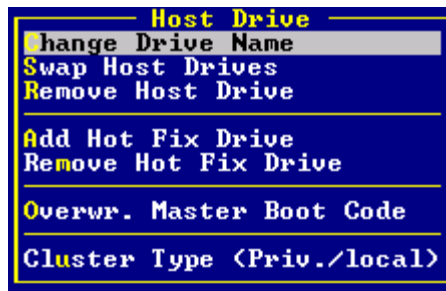 Host Drive
Change Drive Name
Swap Host Drives
Remove Host Drive
Add Hot Fix Drive
Remove Hot Fix Drive
Overwr. Master Boot Code
Cluster Type (Priv./local)